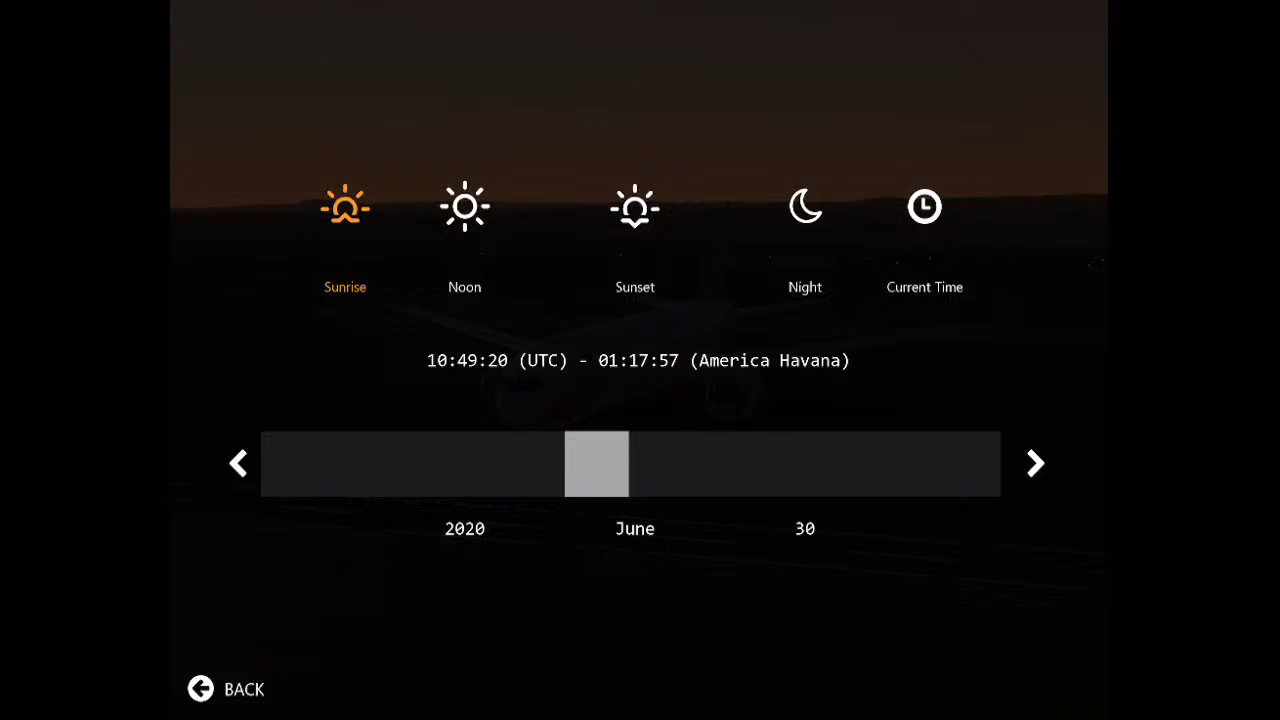 Sunrise Noon Sunset Night Current Time
10:49:20 (UTC) - 01:17:57 (America Havana)
2020 June 30
BACK